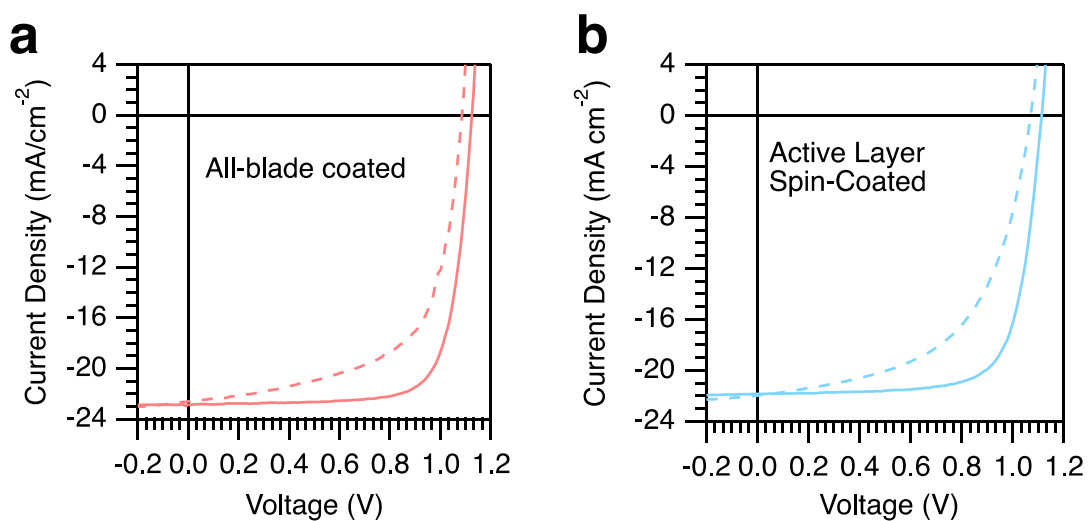 a
4
0
-4
-8
-12
-16
-20
-24
Current Density (mA/cm⁻²)
All-blade coated
-0.2 0.0 0.2 0.4 0.6 0.8 1.0 1.2
Voltage (V)
b
4
0
-4
-8
-12
-16
-20
-24
Current Density (mA cm⁻²)
Active Layer
Spin-Coated
-0.2 0.0 0.2 0.4 0.6 0.8 1.0 1.2
Voltage (V)